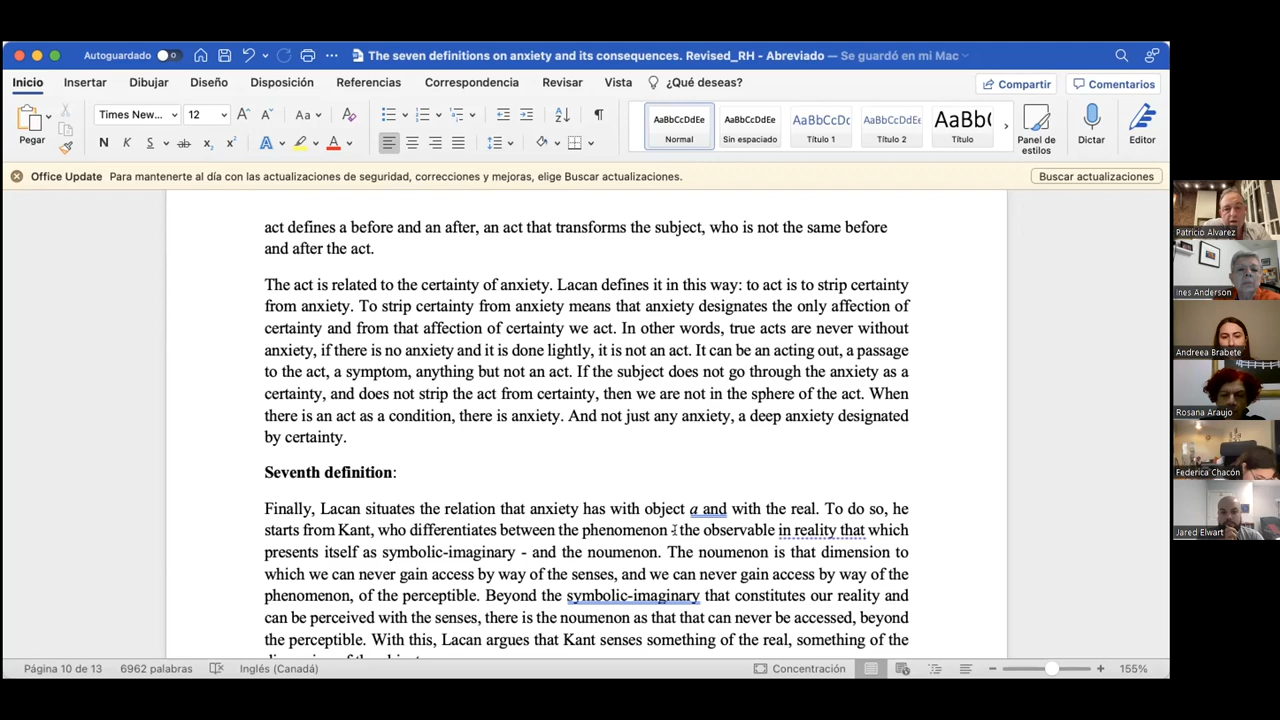 Autoguardado
The seven definitions on anxiety and its consequences. Revised_RH - Abreviado — Se guardó en mi Mac
Inicio Insertar Dibujar Diseño Disposición Referencias Correspondencia Revisar Vista ¿Qué deseas? Compartir Comentarios
Times New... 12 Aa
Pegar
N K S ab x₂ x² A A
AaBbCcDdEe AaBbCcDdEe AaBbCcDc AaBbCcDdEe AaBb(
Normal Sin espaciado Título 1 Título 2 Título
Panel de estilos
Dictar
Editor
Office Update Para mantenerte al día con las actualizaciones de seguridad, correcciones y mejoras, elige Buscar actualizaciones. Buscar actualizaciones
act defines a before and an after, an act that transforms the subject, who is not the same before
and after the act.
The act is related to the certainty of anxiety. Lacan defines it in this way: to act is to strip certainty
from anxiety. To strip certainty from anxiety means that anxiety designates the only affection of
certainty and from that affection of certainty we act. In other words, true acts are never without
anxiety, if there is no anxiety and it is done lightly, it is not an act. It can be an acting out, a passage
to the act, a symptom, anything but not an act. If the subject does not go through the anxiety as a
certainty, and does not strip the act from certainty, then we are not in the sphere of the act. When
there is an act as a condition, there is anxiety. And not just any anxiety, a deep anxiety designated
by certainty.
Seventh definition:
Finally, Lacan situates the relation that anxiety has with object a and with the real. To do so, he
starts from Kant, who differentiates between the phenomenon - the observable in reality that which
presents itself as symbolic-imaginary - and the noumenon. The noumenon is that dimension to
which we can never gain access by way of the senses, and we can never gain access by way of the
phenomenon, of the perceptible. Beyond the symbolic-imaginary that constitutes our reality and
can be perceived with the senses, there is the noumenon as that that can never be accessed, beyond
the perceptible. With this, Lacan argues that Kant senses something of the real, something of the
Página 10 de 13 6962 palabras Inglés (Canadá) Concentración 155%
Patricio Alvarez
Ines Anderson
Andreea Brabete
Rosana Araujo
Federica Chacón
Jared Elwart